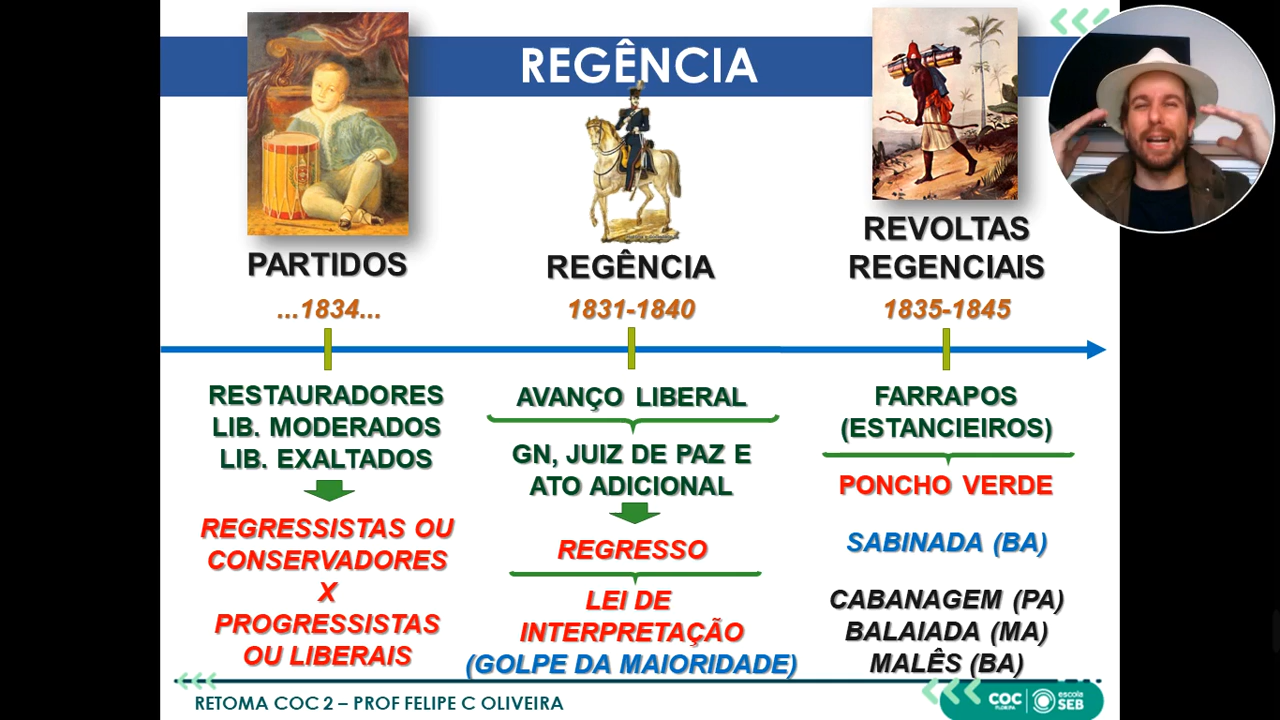 REGÊNCIA
PARTIDOS
...1834...
RESTAURADORES
LIB. MODERADOS
LIB. EXALTADOS
REGRESSISTAS OU
CONSERVADORES
X
PROGRESSISTAS
OU LIBERAIS
REGÊNCIA
1831-1840
AVANÇO LIBERAL
GN, JUIZ DE PAZ E
ATO ADICIONAL
REGRESSO
LEI DE
INTERPRETAÇÃO
(GOLPE DA MAIORIDADE)
REVOLTAS
REGENCIAIS
1835-1845
FARRAPOS
(ESTANCIEIROS)
PONCHO VERDE
SABINADA (BA)
CABANAGEM (PA)
BALAIADA (MA)
MALÊS (BA)
RETOMA COC 2 – PROF FELIPE C OLIVEIRA
COC
FLORIPA
escola
SEB